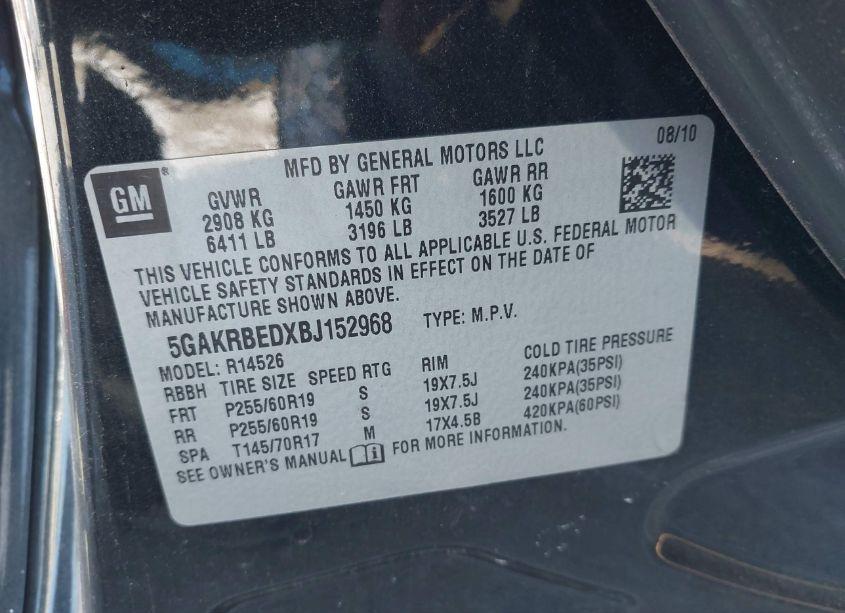 08/10
MFD BY GENERAL MOTORS LLC
GM®
GVWR GAWR FRT GAWR RR
2908 KG 1450 KG 1600 KG
6411 LB 3196 LB 3527 LB
THIS VEHICLE CONFORMS TO ALL APPLICABLE U.S. FEDERAL MOTOR
VEHICLE SAFETY STANDARDS IN EFFECT ON THE DATE OF
MANUFACTURE SHOWN ABOVE.
5GAKRBEDXBJ152968 TYPE: M.P.V.
MODEL: R14526
RBBH TIRE SIZE SPEED RTG RIM COLD TIRE PRESSURE
FRT P255/60R19 S 19X7.5J 240KPA(35PSI)
RR P255/60R19 S 19X7.5J 240KPA(35PSI)
SPA T145/70R17 M 17X4.5B 420KPA(60PSI)
SEE OWNER'S MANUAL FOR MORE INFORMATION.